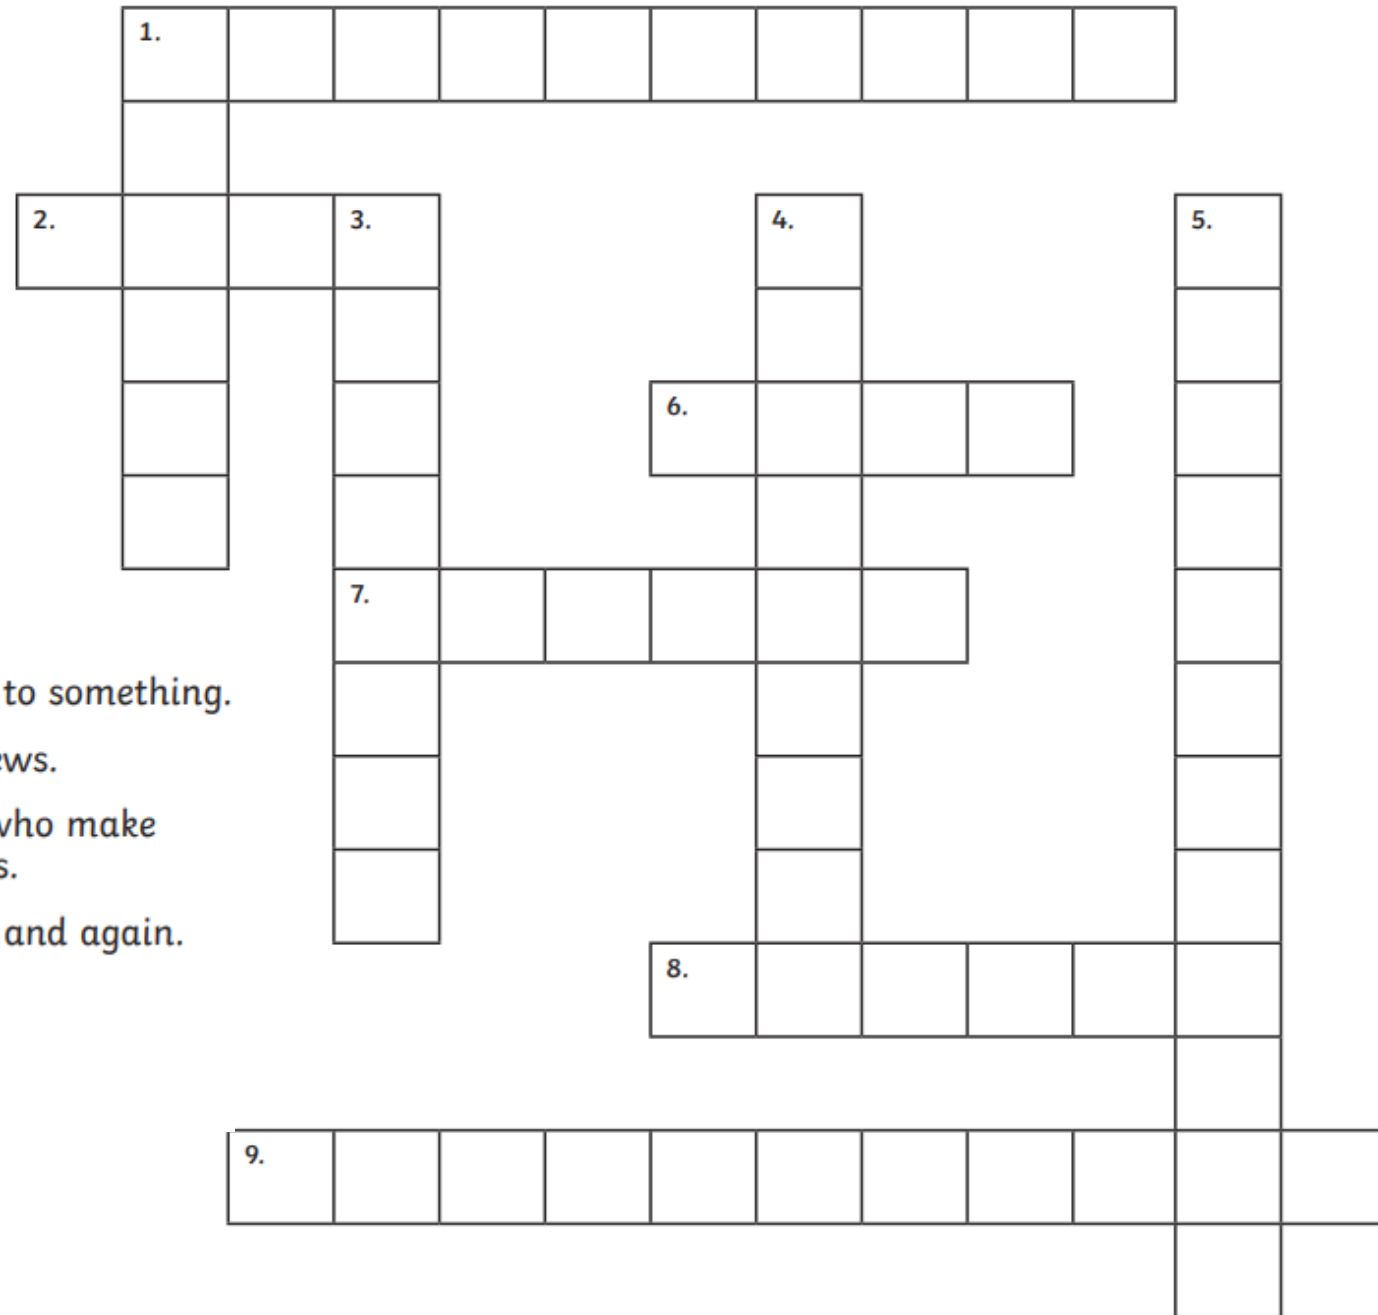 1.
2.
3.
4.
5.
6.
7.
to something.
ws.
who make
s.
and again.
8.
9.